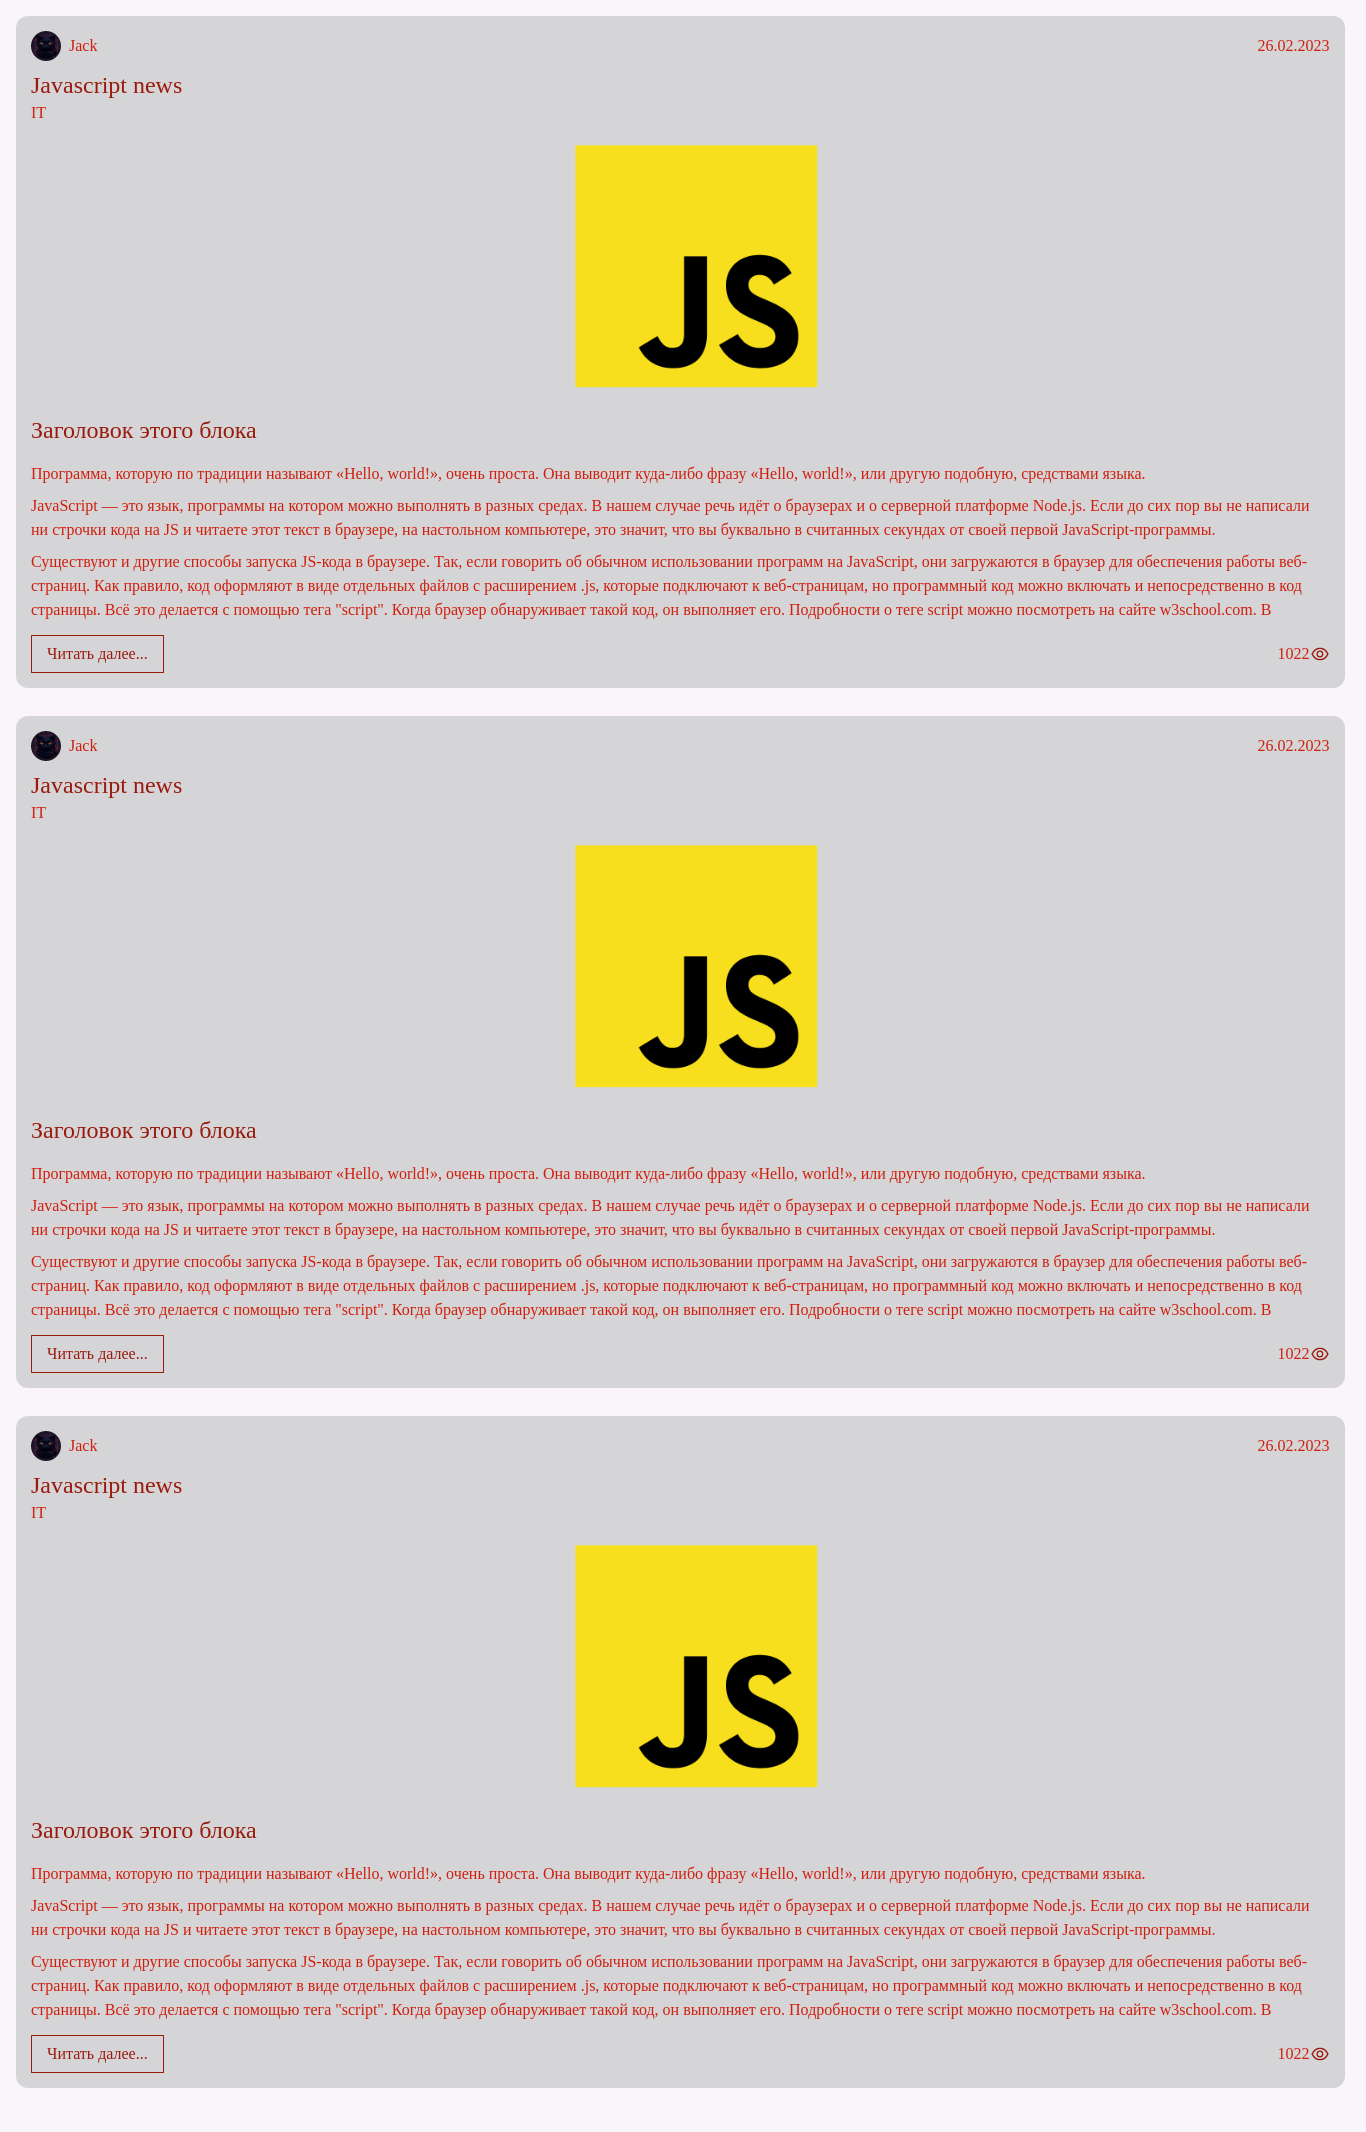 Jack
26.02.2023
Javascript news
IT
JS
Заголовок этого блока
Программа, которую по традиции называют «Hello, world!», очень проста. Она выводит куда-либо фразу «Hello, world!», или другую подобную, средствами языка.
JavaScript — это язык, программы на котором можно выполнять в разных средах. В нашем случае речь идёт о браузерах и о серверной платформе Node.js. Если до сих пор вы не написали
ни строчки кода на JS и читаете этот текст в браузере, на настольном компьютере, это значит, что вы буквально в считанных секундах от своей первой JavaScript-программы.
Существуют и другие способы запуска JS-кода в браузере. Так, если говорить об обычном использовании программ на JavaScript, они загружаются в браузер для обеспечения работы веб-
страниц. Как правило, код оформляют в виде отдельных файлов с расширением .js, которые подключают к веб-страницам, но программный код можно включать и непосредственно в код
страницы. Всё это делается с помощью тега "script". Когда браузер обнаруживает такой код, он выполняет его. Подробности о теге script можно посмотреть на сайте w3school.com. В
Читать далее...
1022
Jack
26.02.2023
Javascript news
IT
JS
Заголовок этого блока
Программа, которую по традиции называют «Hello, world!», очень проста. Она выводит куда-либо фразу «Hello, world!», или другую подобную, средствами языка.
JavaScript — это язык, программы на котором можно выполнять в разных средах. В нашем случае речь идёт о браузерах и о серверной платформе Node.js. Если до сих пор вы не написали
ни строчки кода на JS и читаете этот текст в браузере, на настольном компьютере, это значит, что вы буквально в считанных секундах от своей первой JavaScript-программы.
Существуют и другие способы запуска JS-кода в браузере. Так, если говорить об обычном использовании программ на JavaScript, они загружаются в браузер для обеспечения работы веб-
страниц. Как правило, код оформляют в виде отдельных файлов с расширением .js, которые подключают к веб-страницам, но программный код можно включать и непосредственно в код
страницы. Всё это делается с помощью тега "script". Когда браузер обнаруживает такой код, он выполняет его. Подробности о теге script можно посмотреть на сайте w3school.com. В
Читать далее...
1022
Jack
26.02.2023
Javascript news
IT
JS
Заголовок этого блока
Программа, которую по традиции называют «Hello, world!», очень проста. Она выводит куда-либо фразу «Hello, world!», или другую подобную, средствами языка.
JavaScript — это язык, программы на котором можно выполнять в разных средах. В нашем случае речь идёт о браузерах и о серверной платформе Node.js. Если до сих пор вы не написали
ни строчки кода на JS и читаете этот текст в браузере, на настольном компьютере, это значит, что вы буквально в считанных секундах от своей первой JavaScript-программы.
Существуют и другие способы запуска JS-кода в браузере. Так, если говорить об обычном использовании программ на JavaScript, они загружаются в браузер для обеспечения работы веб-
страниц. Как правило, код оформляют в виде отдельных файлов с расширением .js, которые подключают к веб-страницам, но программный код можно включать и непосредственно в код
страницы. Всё это делается с помощью тега "script". Когда браузер обнаруживает такой код, он выполняет его. Подробности о теге script можно посмотреть на сайте w3school.com. В
Читать далее...
1022